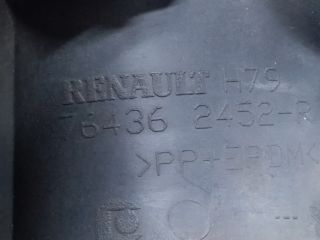 RENAULT H79
76436 2452-R
>PP+EPDM<